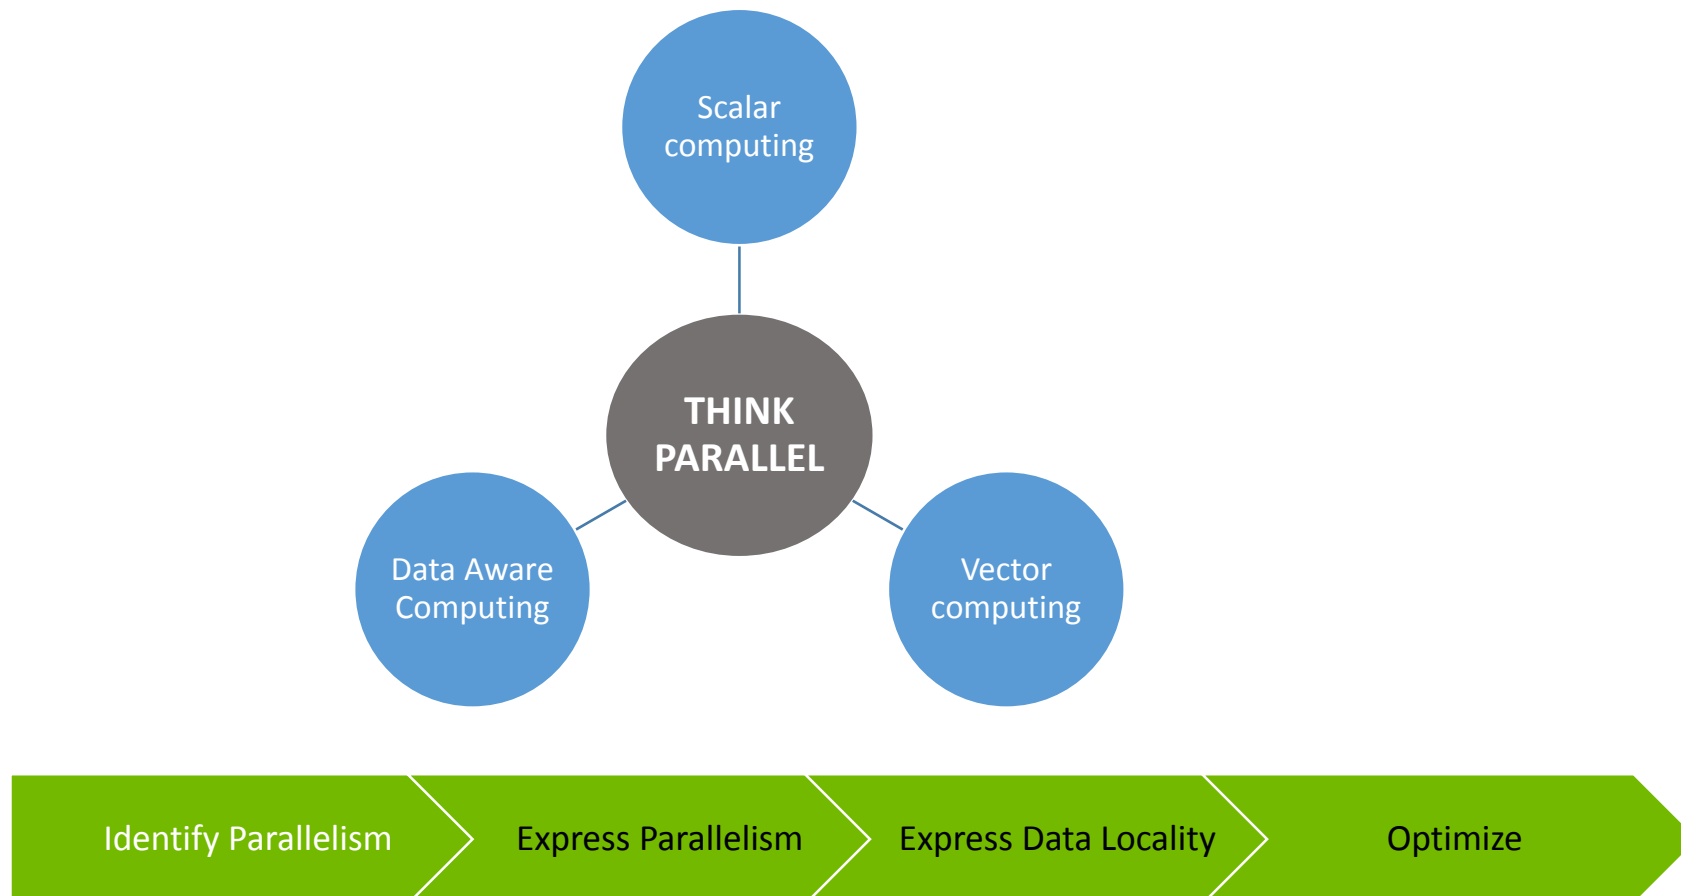 Scalar
computing
THINK
PARALLEL
Data Aware
Computing
Vector
computing
Identify Parallelism
Express Parallelism
Express Data Locality
Optimize